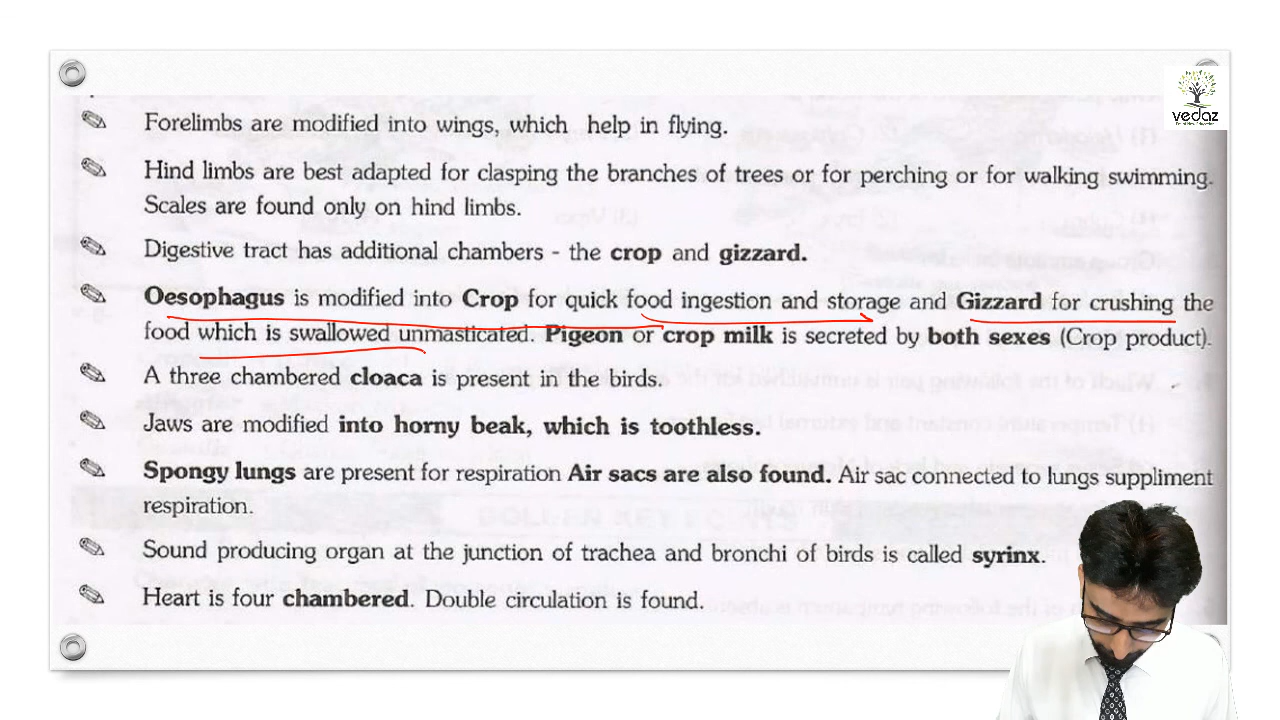 vedaz
Forelimbs are modified into wings, which help in flying.
Hind limbs are best adapted for clasping the branches of trees or for perching or for walking swimming.
Scales are found only on hind limbs.
Digestive tract has additional chambers - the crop and gizzard.
Oesophagus is modified into Crop for quick food ingestion and storage and Gizzard for crushing the
food which is swallowed unmasticated. Pigeon or crop milk is secreted by both sexes (Crop product).
A three chambered cloaca is present in the birds.
Jaws are modified into horny beak, which is toothless.
Spongy lungs are present for respiration Air sacs are also found. Air sac connected to lungs suppliment
respiration.
Sound producing organ at the junction of trachea and bronchi of birds is called syrinx.
Heart is four chambered. Double circulation is found.